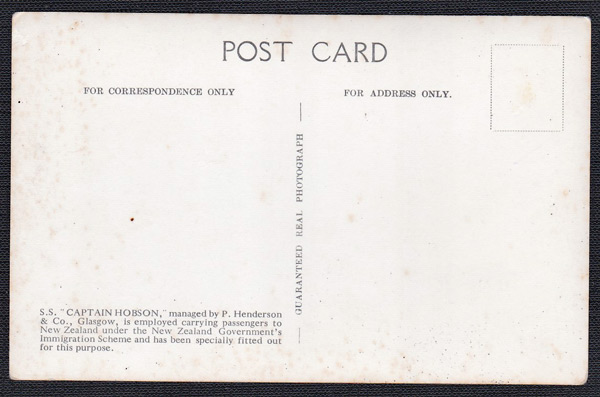 POST CARD
FOR CORRESPONDENCE ONLY
FOR ADDRESS ONLY.
GUARANTEED REAL PHOTOGRAPH
S.S. "CAPTAIN HOBSON," managed by P. Henderson
& Co., Glasgow, is employed carrying passengers to
New Zealand under the New Zealand Government's
Immigration Scheme and has been specially fitted out
for this purpose.